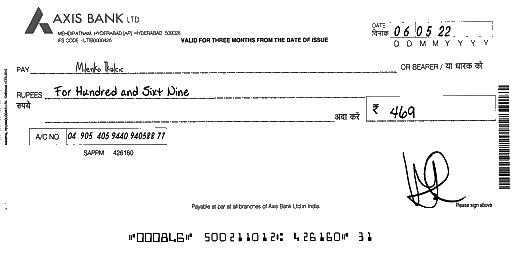 AXIS BANK LTD
MEHDIPATNAM, HYDERABAD [AP] HYDERABAD 500028
IFS CODE - UTIB0000426
VALID FOR THREE MONTHS FROM THE DATE OF ISSUE
DATE
दिनांक 06 05 22
D D M M Y Y Y Y
PAY Milenko OR BEARER / या धारक को
RUPEES For Hundred and Sixt Nine
रुपये अदा करें ₹ 469
A/C NO 04 905 405 9440 940588 77
SAPPM 426160
Payable at par at all branches of Axis Bank Ltd in India.
Please sign above
⑈000846⑈ 500211012⑆ 426160⑈ 31